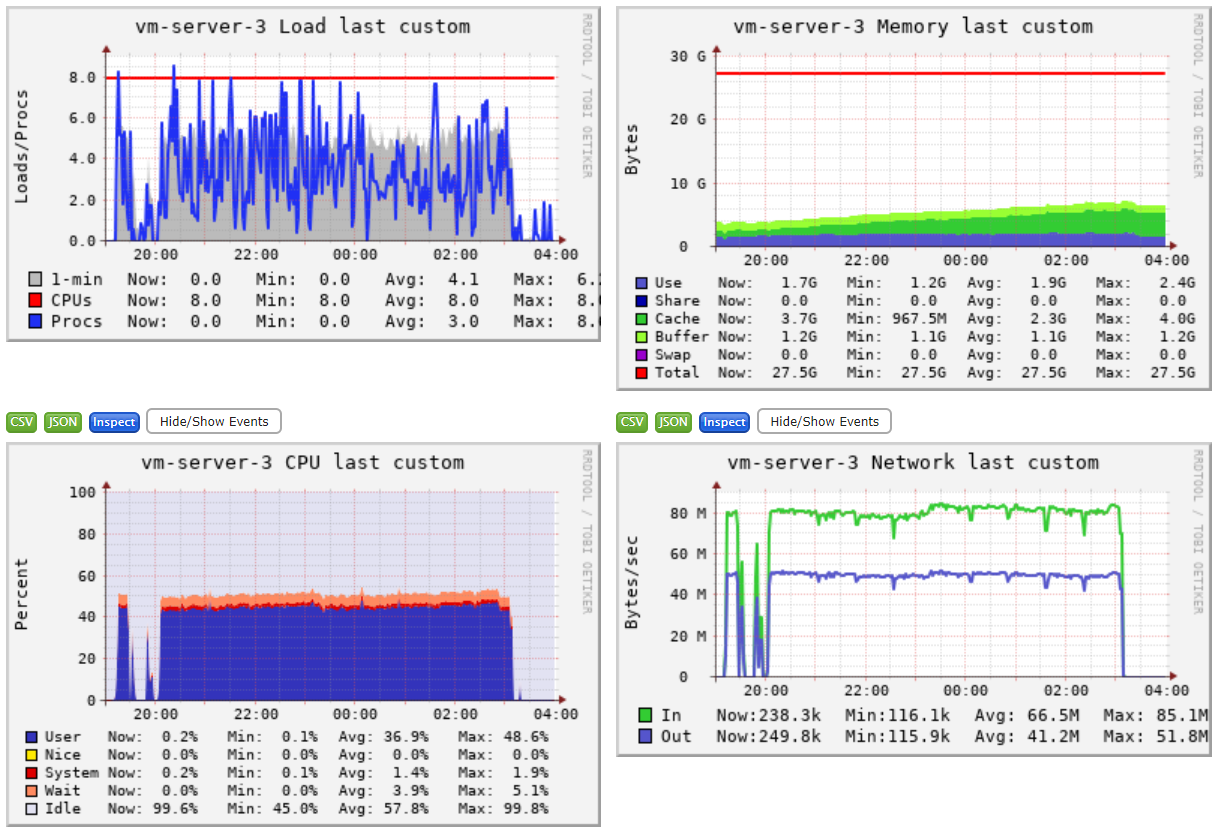 vm-server-3 Load last custom
RRDTOOL / TOBI OETIKER
Loads/Procs
8.0
6.0
4.0
2.0
0.0
20:00 22:00 00:00 02:00 04:00
1-min Now: 0.0 Min: 0.0 Avg: 4.1 Max: 6.
CPUs Now: 8.0 Min: 8.0 Avg: 8.0 Max: 8.
Procs Now: 0.0 Min: 0.0 Avg: 3.0 Max: 8.
vm-server-3 Memory last custom
RRDTOOL / TOBI OETIKER
Bytes
30 G
20 G
10 G
0
20:00 22:00 00:00 02:00 04:00
Use Now: 1.7G Min: 1.2G Avg: 1.9G Max: 2.4G
Share Now: 0.0 Min: 0.0 Avg: 0.0 Max: 0.0
Cache Now: 3.7G Min: 967.5M Avg: 2.3G Max: 4.0G
Buffer Now: 1.2G Min: 1.1G Avg: 1.1G Max: 1.2G
Swap Now: 0.0 Min: 0.0 Avg: 0.0 Max: 0.0
Total Now: 27.5G Min: 27.5G Avg: 27.5G Max: 27.5G
CSV JSON Inspect Hide/Show Events
CSV JSON Inspect Hide/Show Events
vm-server-3 CPU last custom
RRDTOOL / TOBI OETIKER
Percent
100
80
60
40
20
0
20:00 22:00 00:00 02:00 04:00
User Now: 0.2% Min: 0.1% Avg: 36.9% Max: 48.6%
Nice Now: 0.0% Min: 0.0% Avg: 0.0% Max: 0.0%
System Now: 0.2% Min: 0.1% Avg: 1.4% Max: 1.9%
Wait Now: 0.0% Min: 0.0% Avg: 3.9% Max: 5.1%
Idle Now: 99.6% Min: 45.0% Avg: 57.8% Max: 99.8%
vm-server-3 Network last custom
RRDTOOL / TOBI OETIKER
Bytes/sec
80 M
60 M
40 M
20 M
0
20:00 22:00 00:00 02:00 04:00
In Now:238.3k Min:116.1k Avg: 66.5M Max: 85.1M
Out Now:249.8k Min:115.9k Avg: 41.2M Max: 51.8M